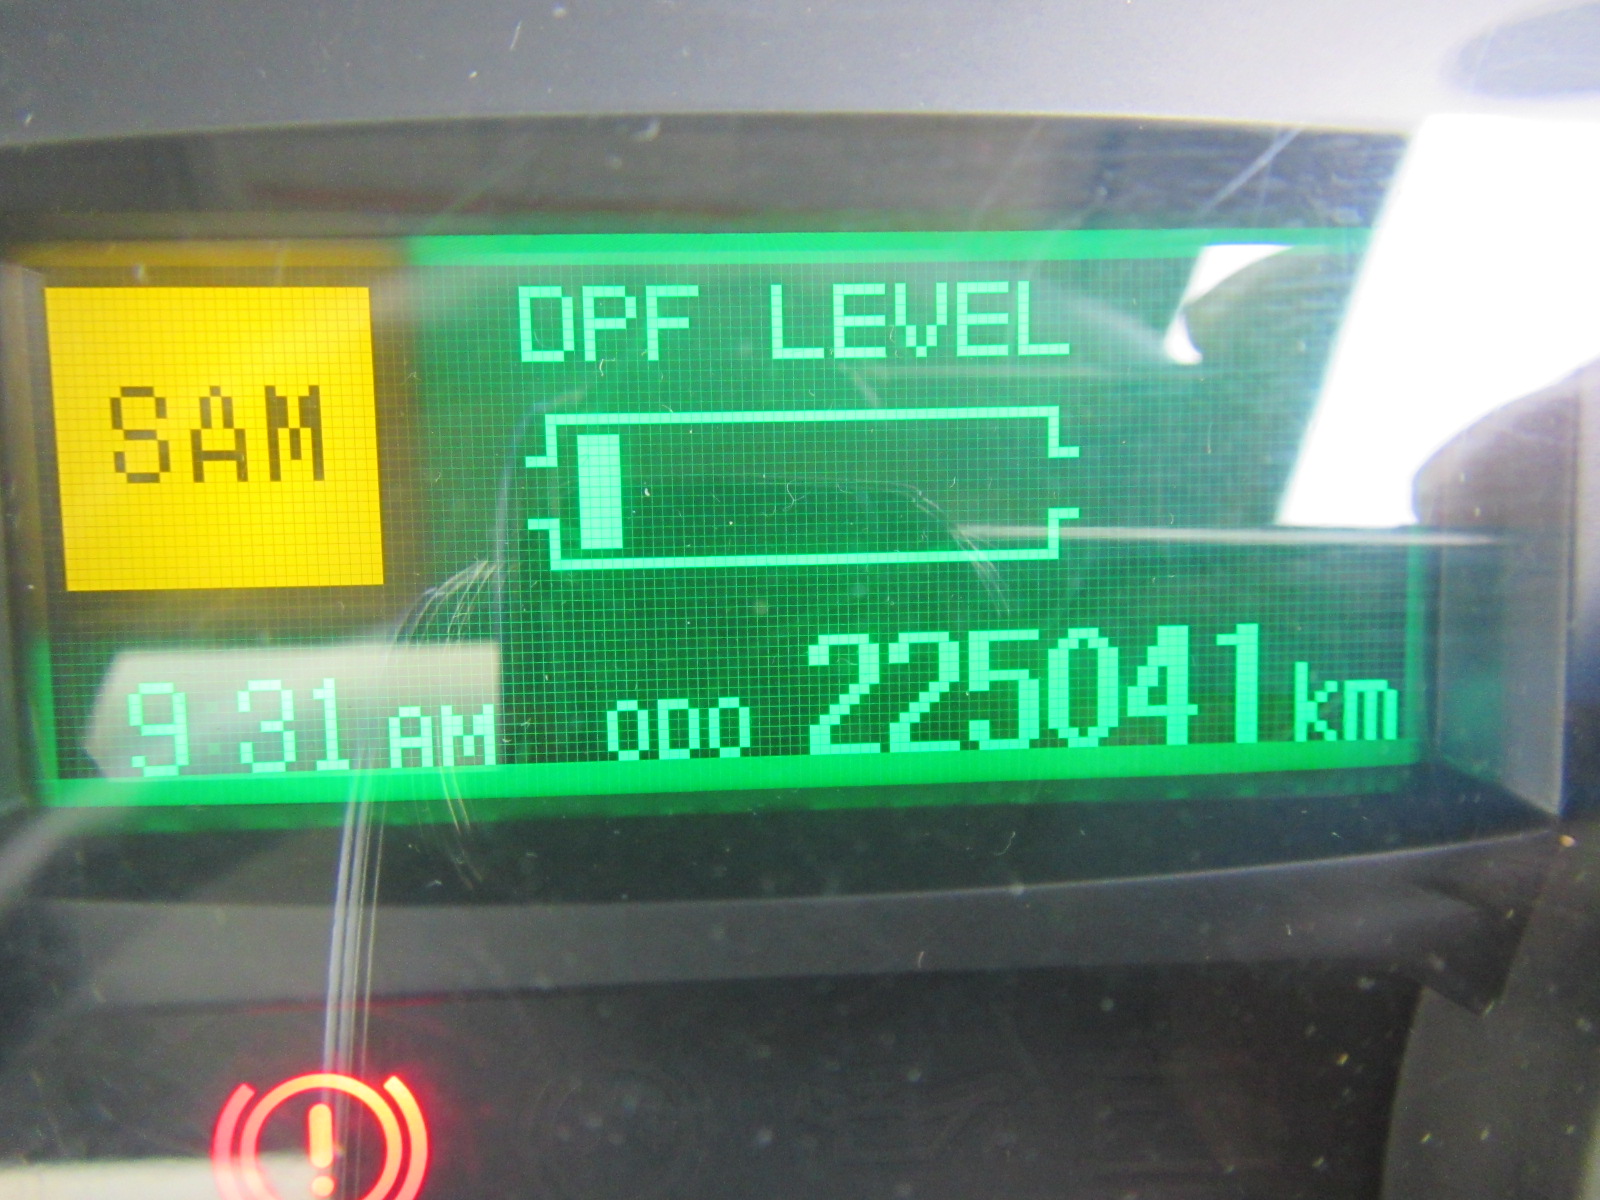 DPF LEVEL
SAM
9:31 AM ODO 225041 km